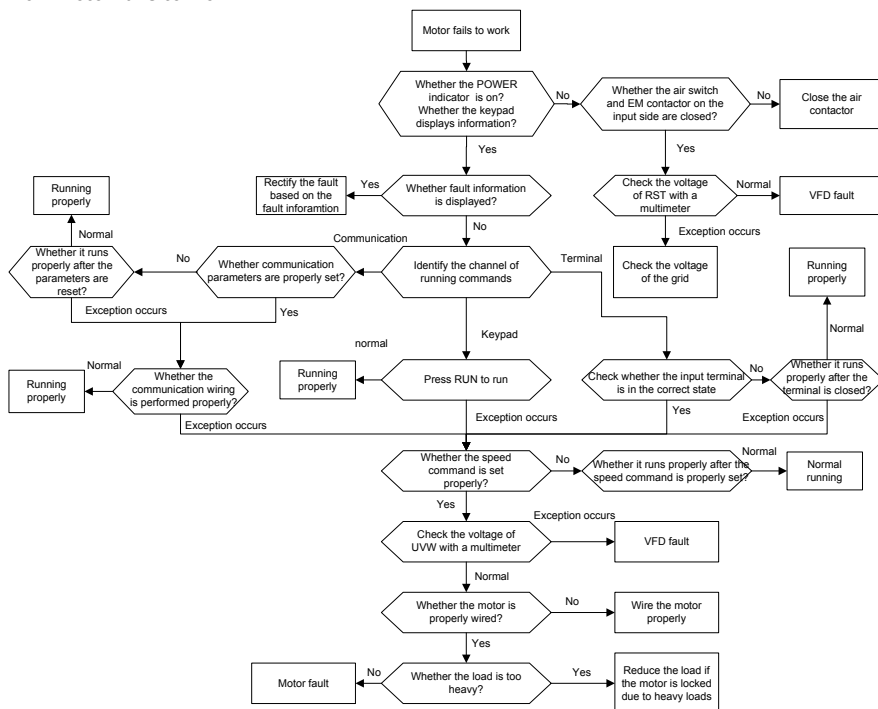 Motor fails to work
Whether the POWER
indicator is on?
Whether the keypad
displays information?
No
Whether the air switch
and EM contactor on the
input side are closed?
No
Close the air
contactor
Yes
Yes
Rectify the fault
based on the
fault inforamtion
Yes
Whether fault information
is displayed?
Check the voltage
of RST with a
multimeter
Normal
VFD fault
Running
properly
No
Exception occurs
Normal
Communication
Terminal
Whether it runs
properly after the
parameters are
reset?
No
Whether communication
parameters are properly set?
Identify the channel of
running commands
Check the voltage
of the grid
Running
properly
Exception occurs
Yes
Keypad
Normal
Normal
normal
Running
properly
Whether the
communication wiring
is performed properly?
Running
properly
Press RUN to run
Check whether the input terminal
is in the correct state
No
Whether it runs
properly after the
terminal is closed?
Exception occurs
Exception occurs
Yes
Exception occurs
Whether the speed
command is set
properly?
No
Whether it runs properly after the
speed command is properly set?
Normal
Normal
running
Yes
Exception occurs
Check the voltage of
UVW with a multimeter
VFD fault
Normal
Whether the motor is
properly wired?
No
Wire the motor
properly
Yes
Motor fault
No
Whether the load is too
heavy?
Yes
Reduce the load if
the motor is locked
due to heavy loads